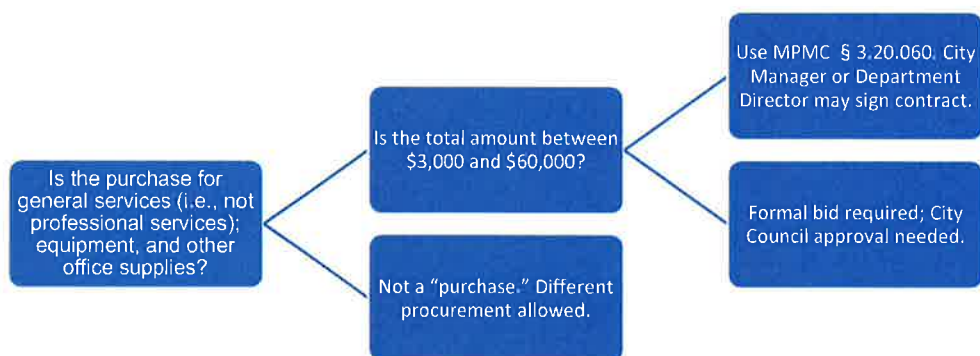 Is the purchase for
general services (i.e., not
professional services);
equipment, and other
office supplies?
Is the total amount between
$3,000 and $60,000?
Use MPMC § 3.20.060. City
Manager or Department
Director may sign contract.
Formal bid required; City
Council approval needed.
Not a “purchase.” Different
procurement allowed.